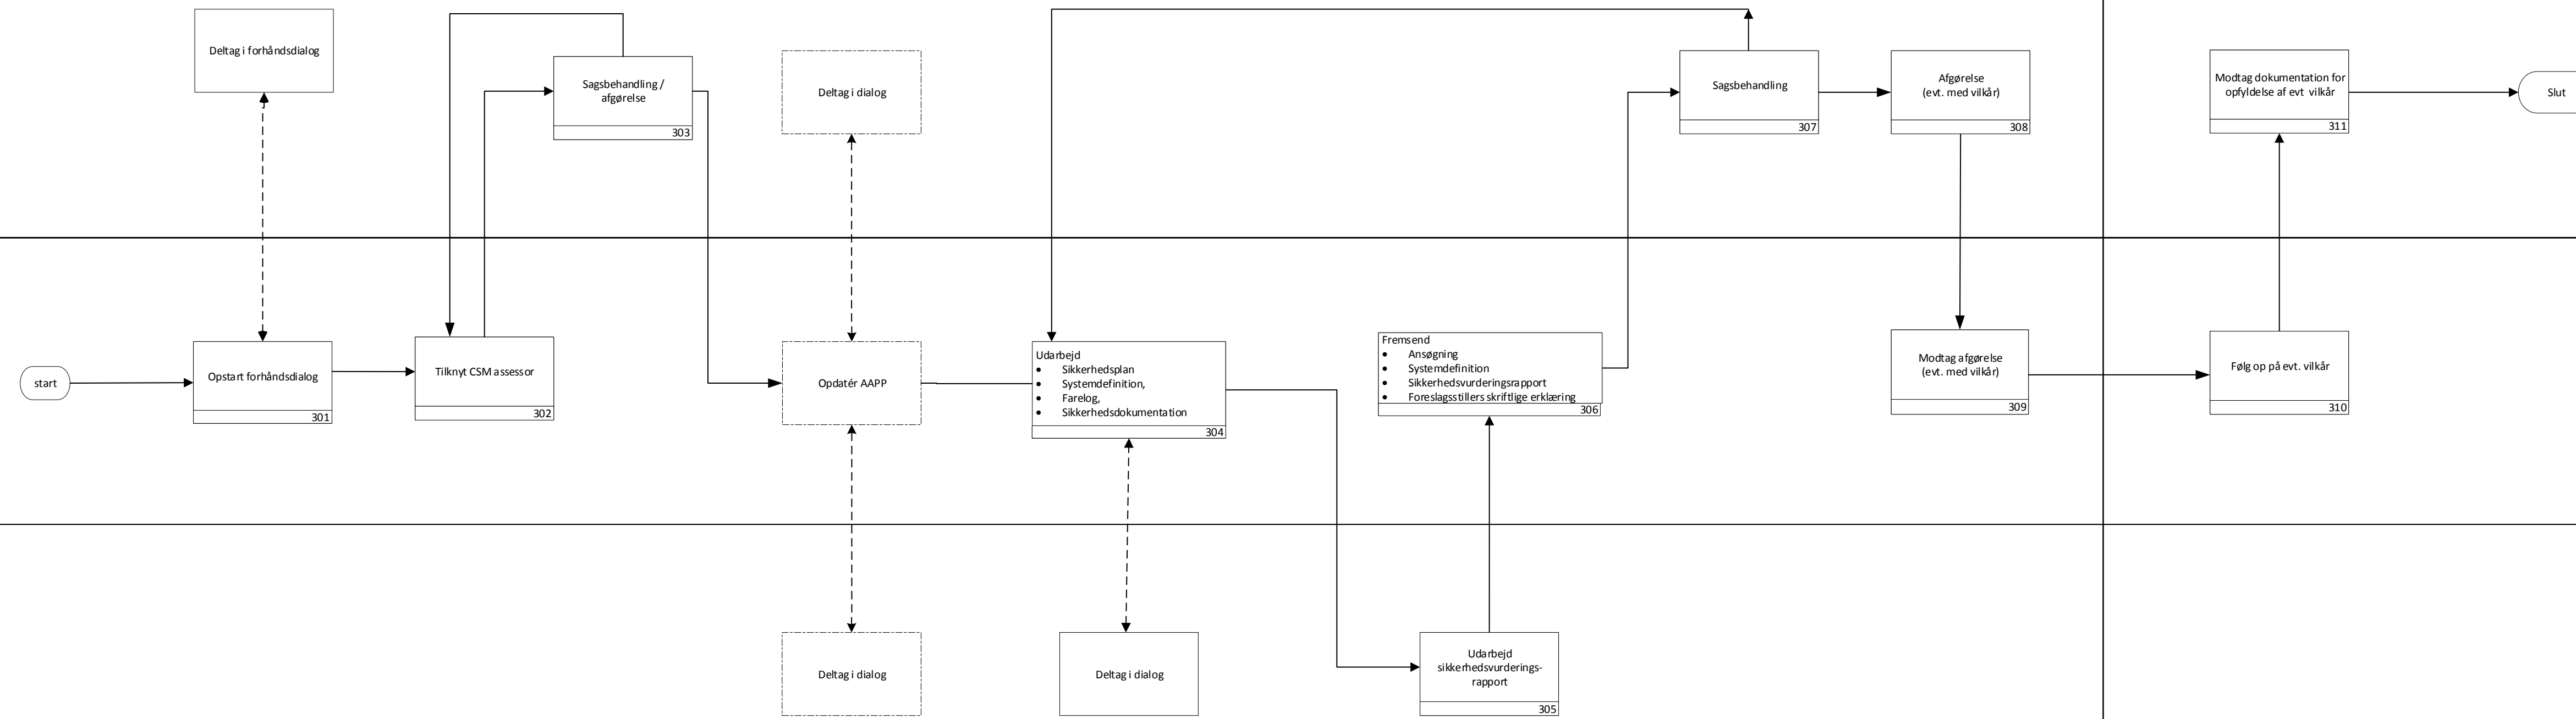 Deltag i forhåndsdialog
Sagsbehandling /
afgørelse
303
Deltag i dialog
Sagsbehandling
307
Afgørelse
(evt. med vilkår)
308
Modtag dokumentation for
opfyldelse af evt vilkår
311
Slut
start
Opstart forhåndsdialog
301
Tilknyt CSM assessor
302
Opdatér AAPP
Udarbejd
• Sikkerhedsplan
• Systemdefinition,
• Farelog,
• Sikkerhedsdokumentation
304
Fremsend
• Ansøgning
• Systemdefinition
• Sikkerhedsvurderingsrapport
• Foreslagsstillers skriftlige erklæring
306
Modtag afgørelse
(evt. med vilkår)
309
Følg op på evt. vilkår
310
Deltag i dialog
Deltag i dialog
Udarbejd
sikkerhedsvurderings-
rapport
305